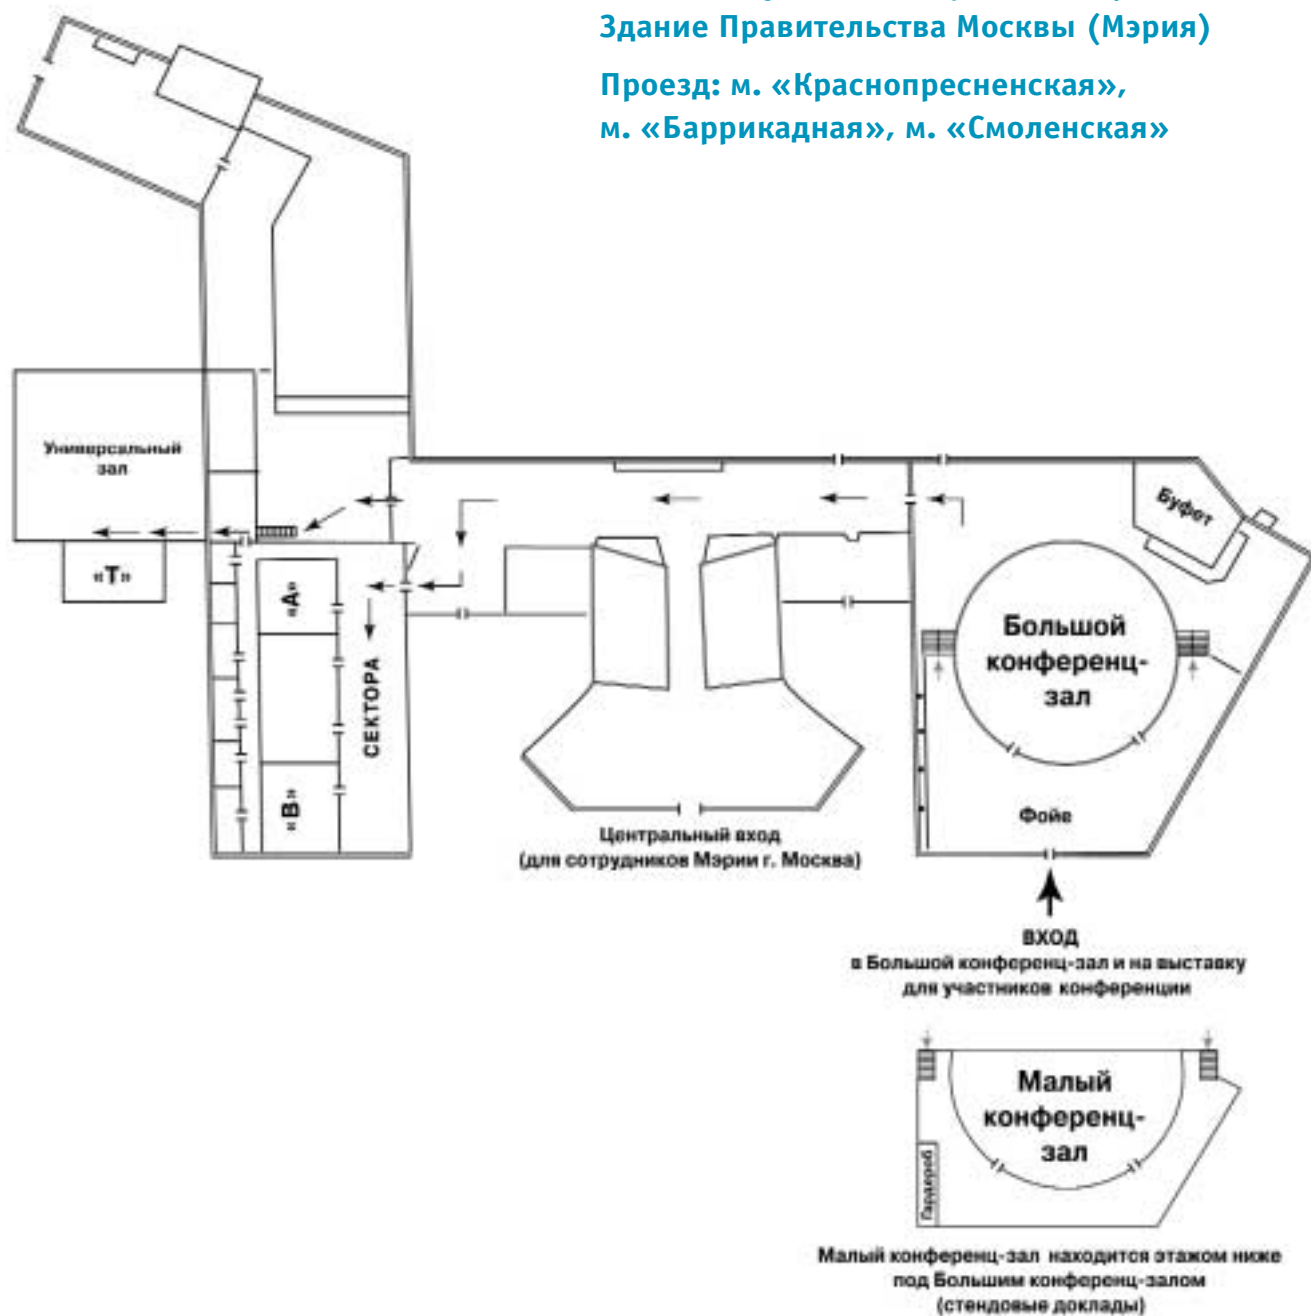 Здание Правительства Москвы (Мэрия)
Проезд: м. «Краснопресненская»,
м. «Баррикадная», м. «Смоленская»
Универсальный
зал
«Т»
«А»
«В»
СЕКТОРА
Буфет
Большой
конференц-
зал
Фойе
Центральный вход
(для сотрудников Мэрии г. Москва)
ВХОД
в Большой конференц-зал и на выставку
для участников конференции
Малый
конференц-
зал
Гардероб
Малый конференц-зал находится этажом ниже
под Большим конференц-залом
(стендовые доклады)